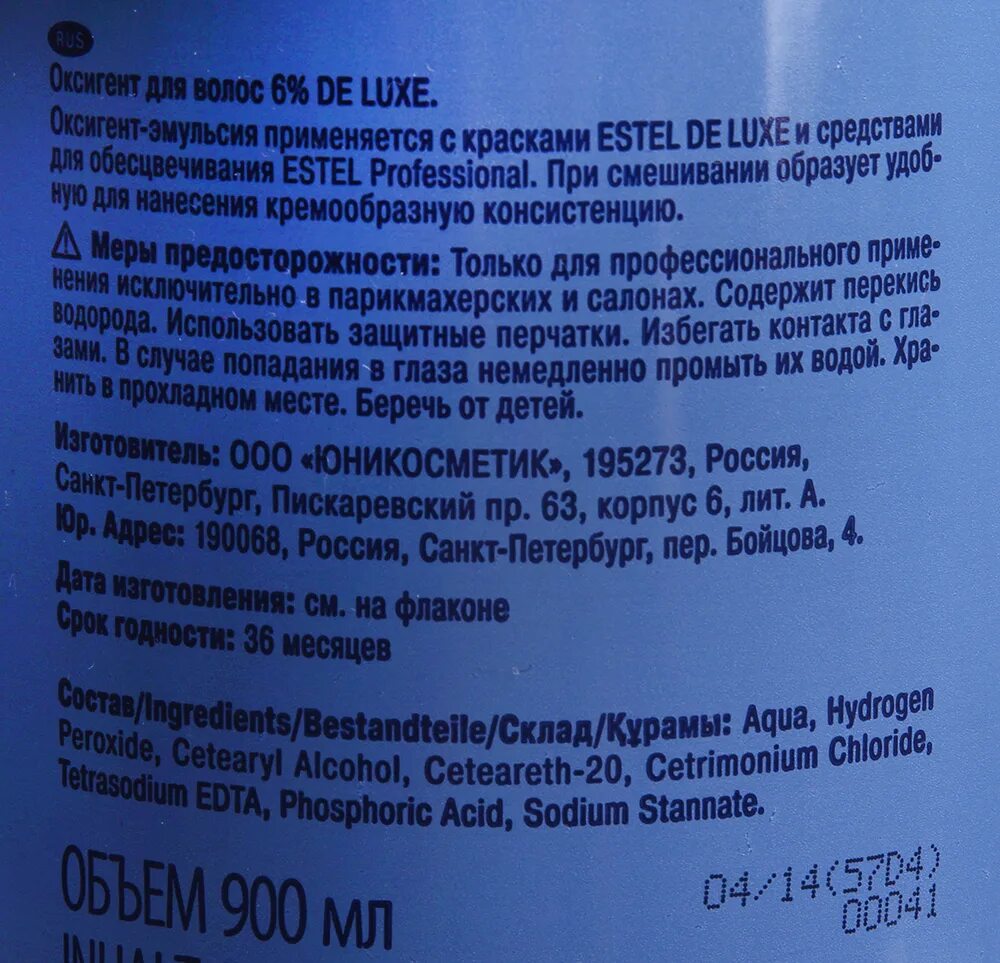 RUS
Оксигент для волос 6% DE LUXE.
Оксигент-эмульсия применяется с красками ESTEL DE LUXE и средствами
для обесцвечивания ESTEL Professional. При смешивании образует удоб-
ную для нанесения кремообразную консистенцию.
⚠ Меры предосторожности: Только для профессионального приме-
нения исключительно в парикмахерских и салонах. Содержит перекись
водорода. Использовать защитные перчатки. Избегать контакта с гла-
зами. В случае попадания в глаза немедленно промыть их водой. Хра-
нить в прохладном месте. Беречь от детей.
Изготовитель: ООО «ЮНИКОСМЕТИК», 195273, Россия,
Санкт-Петербург, Пискаревский пр. 63, корпус 6, лит. А.
Юр. Адрес: 190068, Россия, Санкт-Петербург, пер. Бойцова, 4.
Дата изготовления: см. на флаконе
Срок годности: 36 месяцев
Состав/Ingredients/Bestandteile/Склад/Құрамы: Aqua, Hydrogen
Peroxide, Cetearyl Alcohol, Ceteareth-20, Cetrimonium Chloride,
Tetrasodium EDTA, Phosphoric Acid, Sodium Stannate.
ОБЪЕМ 900 МЛ
04/14(57D4)
00041
INHALT